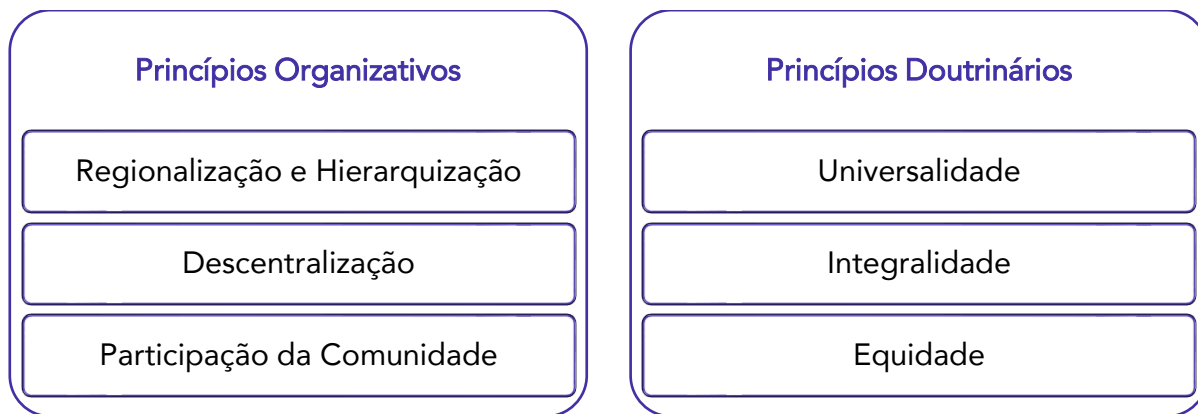 Princípios Organizativos
Regionalização e Hierarquização
Descentralização
Participação da Comunidade
Princípios Doutrinários
Universalidade
Integralidade
Equidade